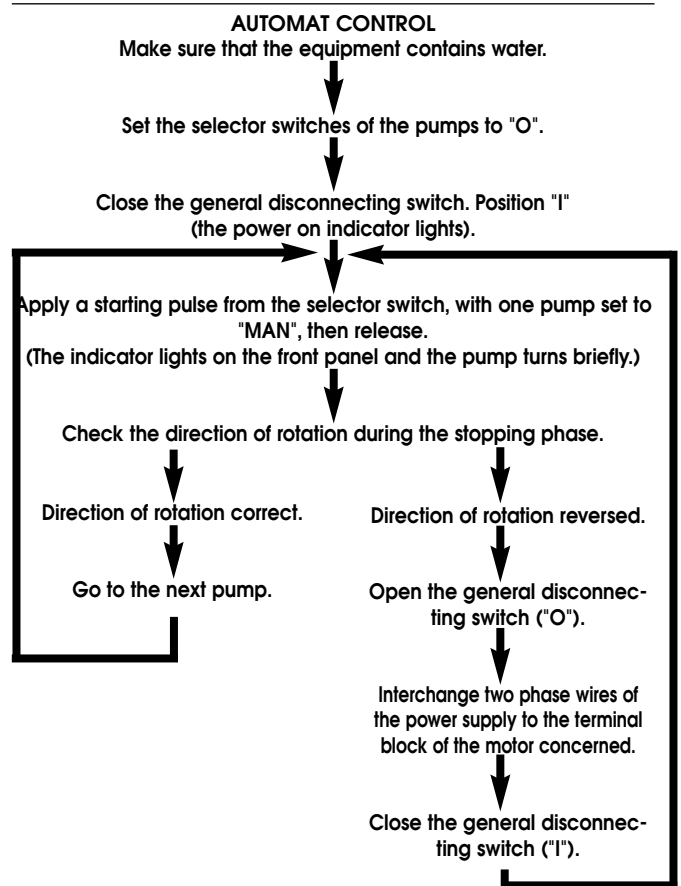 AUTOMAT CONTROL
Make sure that the equipment contains water.
Set the selector switches of the pumps to "O".
Close the general disconnecting switch. Position "I"
(the power on indicator lights).
Apply a starting pulse from the selector switch, with one pump set to
"MAN", then release.
(The indicator lights on the front panel and the pump turns briefly.)
Check the direction of rotation during the stopping phase.
Direction of rotation correct.
Go to the next pump.
Direction of rotation reversed.
Open the general disconnec-
ting switch ("O").
Interchange two phase wires of
the power supply to the terminal
block of the motor concerned.
Close the general disconnec-
ting switch ("I").